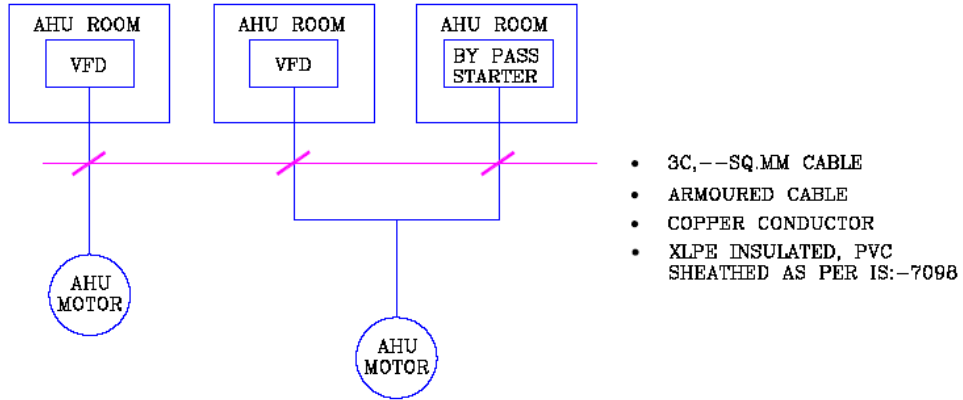 AHU ROOM
VFD
AHU ROOM
VFD
AHU ROOM
BY PASS
STARTER
• 3C,--SQ.MM CABLE
• ARMOURED CABLE
• COPPER CONDUCTOR
• XLPE INSULATED, PVC
SHEATHED AS PER IS:-7098
AHU
MOTOR
AHU
MOTOR